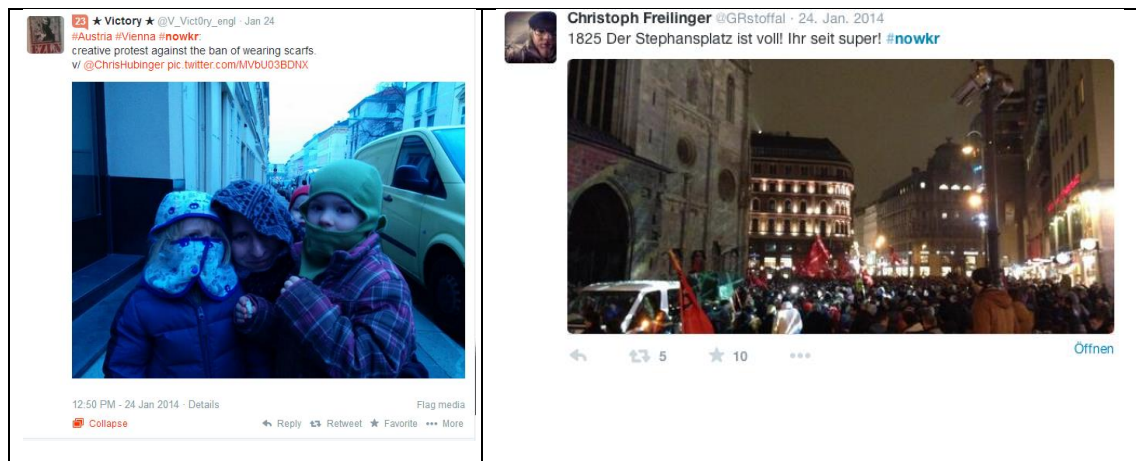 23 ★ Victory ★ @V_Vict0ry_engl · Jan 24
#Austria #Vienna #nowkr:
creative protest against the ban of wearing scarfs.
v/ @ChrisHubinger pic.twitter.com/MVbU03BDNX
12:50 PM - 24 Jan 2014 · Details
Flag media
Collapse
Reply Retweet Favorite More
Christoph Freilinger @GRstoffal · 24. Jan. 2014
1825 Der Stephansplatz ist voll! Ihr seit super! #nowkr
5 10
Öffnen